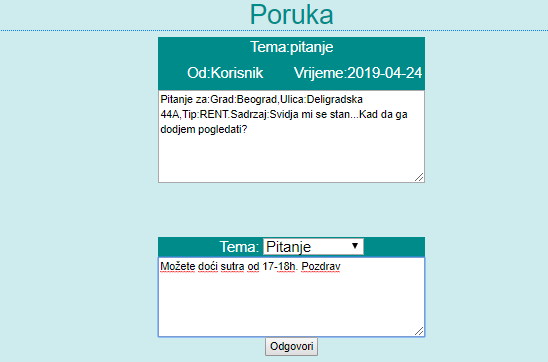 Poruka
Tema:pitanje
Od:Korisnik Vrijeme:2019-04-24
Pitanje za:Grad:Beograd,Ulica:Deligradska
44A,Tip:RENT.Sadrzaj:Svidja mi se stan...Kad da ga
dodjem pogledati?
Tema: Pitanje
Možete doći sutra od 17-18h. Pozdrav
Odgovori